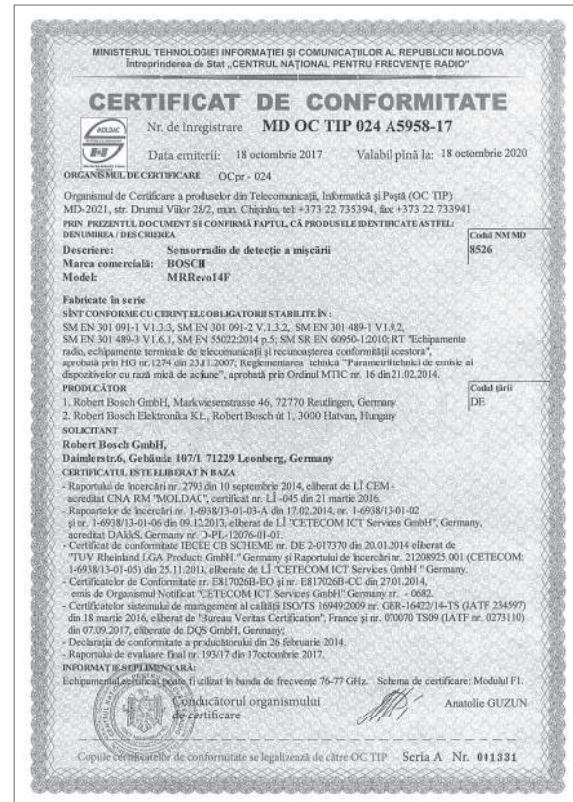 MINISTERUL TEHNOLOGIEI INFORMAȚIEI ȘI COMUNICAȚIILOR AL REPUBLICII MOLDOVA
Întreprinderea de Stat „CENTRUL NAȚIONAL PENTRU FRECVENȚE RADIO”
CERTIFICAT DE CONFORMITATE
MOLDAC
Nr. de înregistrare MD OC TIP 024 A5958-17
Data emiterii: 18 octombrie 2017 Valabil pînă la: 18 octombrie 2020
ORGANISMUL DE CERTIFICARE OCpr - 024
Organismul de Certificare a produselor din Telecomunicații, Informatică și Poștă (OC TIP)
MD-2021, str. Drumul Viilor 28/2, mun. Chișinău, tel: +373 22 735394, fax +373 22 733941
PRIN PREZENTUL DOCUMENT SE CONFIRMĂ FAPTUL, CĂ PRODUSELE IDENTIFICATE ASTFEL:
DENUMIREA / DESCRIEREA Codul NM MD
Descriere: Sensorradio de detecție a mișcării 8526
Marca comercială: BOSCH
Model: MRRevo14F
Fabricate în serie
SÎNT CONFORME CU CERINȚELE OBLIGATORII STABILITE ÎN :
SM EN 301 091-1 V1.3.3, SM EN 301 091-2 V.1.3.2, SM EN 301 489-1 V1.9.2,
SM EN 301 489-3 V1.6.1, SM EN 55022:2014 p.5; SM SR EN 60950-1:2010; RT "Echipamente
radio, echipamente terminale de telecomunicații și recunoașterea conformității acestora",
aprobată prin HG nr.1274 din 23.11.2007; Reglementarea tehnică "Parametrii tehnici de emisie ai
dispozitivelor cu rază mică de acțiune", aprobată prin Ordinul MTIC nr. 16 din 21.02.2014.
PRODUCĂTOR Codul țării
1. Robert Bosch GmbH, Markwiesenstrasse 46, 72770 Reutlingen, Germany DE
2. Robert Bosch Elektronika Kt., Robert Bosch út 1, 3000 Hatvan, Hungary
SOLICITANT
Robert Bosch GmbH,
Daimlerstr.6, Gebäude 107/1 71229 Leonberg, Germany
CERTIFICATUL ESTE ELIBERAT ÎN BAZA
- Raportului de încercări nr. 2793 din 10 septembrie 2014, eliberat de LÎ CEM -
acreditat CNA RM "MOLDAC", certificat nr. LÎ -045 din 21 martie 2016.
- Rapoartelor de încercări nr. 1-6938/13-01-03-A din 17.02.2014, nr. 1-6938/13-01-02
și nr. 1-6938/13-01-06 din 09.12.2013, eliberat de LÎ "CETECOM ICT Services GmbH", Germany,
acreditat DAkkS, Germany nr. D-PL-12076-01-01.
- Certificat de conformitate IECEE CB SCHEME nr. DE 2-017370 din 20.01.2014 eliberat de
"TUV Rheinland LGA Products GmbH." Germany și Raportului de încercări nr. 21208925 001 (CETECOM:
1-6938/13-01-05) din 25.11.2013, eliberat de LÎ "CETECOM ICT Services GmbH", Germany.
- Certificatelor de Conformitate nr. E817026B-EO și nr. E817026B-CC din 27.01.2014,
emis de Organismul Notificat "CETECOM ICT Services GmbH" Germany nr. - 0682.
- Certificatelor sistemului de management al calității ISO/TS 16949:2009 nr. GER-16422/14-TS (IATF 234597)
din 18 martie 2016, eliberat de "Bureau Veritas Certification", France și nr. 070070 TS09 (IATF nr. 0273110)
din 07.09.2017, eliberate de DQS GmbH, Germany;
- Declarația de conformitate a producătorului din 26 februarie 2014.
- Raportului de evaluare final nr. 193/17 din 17octombrie 2017.
INFORMAȚIE SUPLIMENTARĂ:
Echipamentul certificat poate fi utilizat în banda de frecvențe 76-77 GHz. Schema de certificare: Modulul F1.
Conducătorul organismului
de certificare Anatolie GUZUN
Copiile certificatelor de conformitate se legalizează de către OC TIP Seria A Nr. 001331